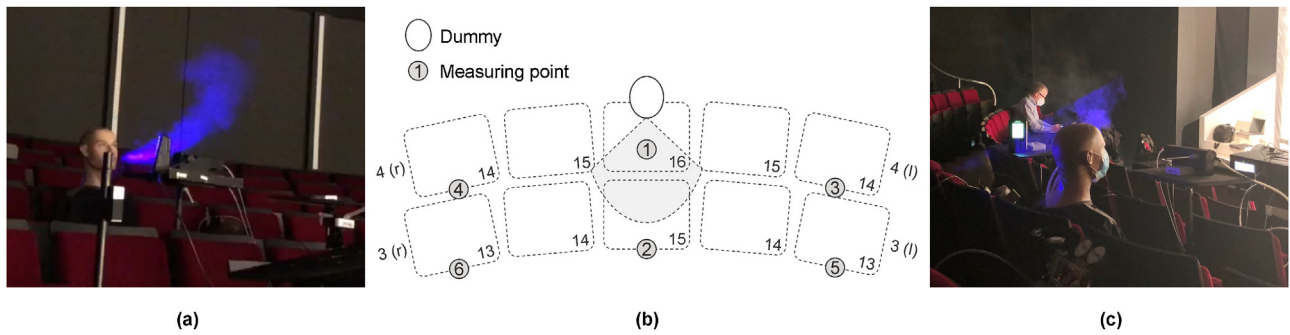 Dummy
1 Measuring point
4 (r) 14 15 1 16 15 14 4 (l)
4 3
3 (r) 13 14 15 14 13 3 (l)
6 2 5
(a) (b) (c)